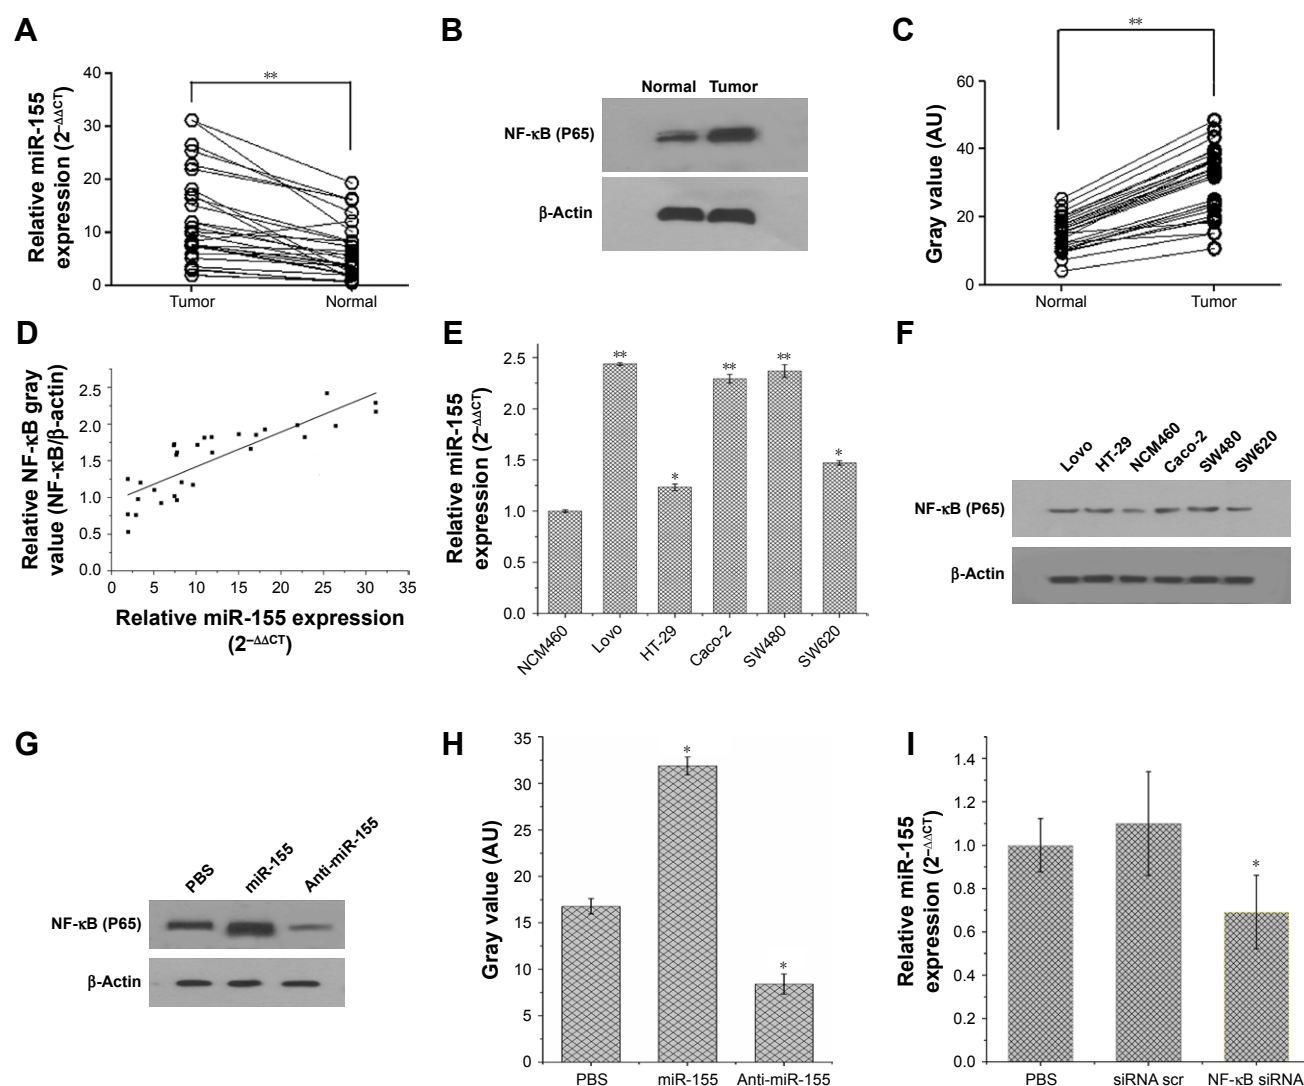 A
Relative miR-155
expression (2−ΔΔCT)
40
30
20
10
0
**
Tumor
Normal
B
Normal Tumor
NF-κB (P65)
β-Actin
C
Gray value (AU)
60
40
20
0
**
Normal
Tumor
D
Relative NF-κB gray
value (NF-κB/β-actin)
2.5
2.0
1.5
1.0
0.5
0.0
0 5 10 15 20 25 30 35
Relative miR-155 expression
(2−ΔΔCT)
E
Relative miR-155
expression (2−ΔΔCT)
2.5
2.0
1.5
1.0
0.5
0.0
** * ** ** *
NCM460 Lovo HT-29 Caco-2 SW480 SW620
F
Lovo HT-29 NCM460 Caco-2 SW480 SW620
NF-κB (P65)
β-Actin
G
PBS miR-155 Anti-miR-155
NF-κB (P65)
β-Actin
H
Gray value (AU)
35
30
25
20
15
10
5
0
* *
PBS miR-155 Anti-miR-155
I
Relative miR-155
expression (2−ΔΔCT)
1.4
1.2
1.0
0.8
0.6
0.4
0.2
0.0
*
PBS siRNA scr NF-κB siRNA